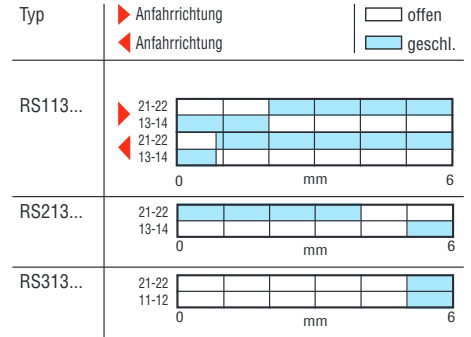 Typ Anfahrrichtung offen
Anfahrrichtung geschl.
RS113... 21-22
13-14
21-22
13-14
0 mm 6
RS213... 21-22
13-14
0 mm 6
RS313... 21-22
11-12
0 mm 6